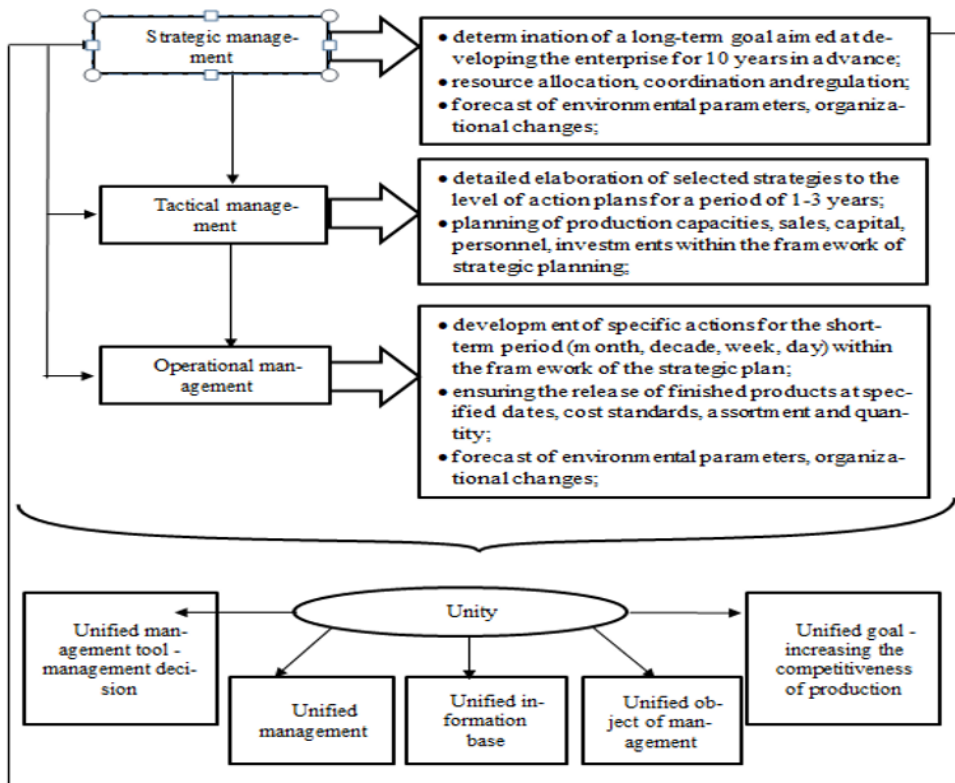 Strategic manage-
ment
• determination of a long-term goal aimed at de-
veloping the enterprise for 10 years in advance;
• resource allocation, coordination and regulation;
• forecast of environmental parameters, organiza-
tional changes;
Tactical manage-
ment
• detailed elaboration of selected strategies to the
level of action plans for a period of 1-3 years;
• planning of production capacities, sales, capital,
personnel, investments within the framework of
strategic planning;
Operational man-
agement
• development of specific actions for the short-
term period (month, decade, week, day) within
the fram ework of the strategic plan;
• ensuring the release of finished products at spec-
ified dates, cost standards, assortment and quan-
tity;
• forecast of environmental parameters, organiza-
tional changes;
Unity
Unified man-
agement tool -
management deci-
sion
Unified
management
Unified in-
formation
base
Unified ob-
ject of man-
agement
Unified goal -
increasing the
competitiveness
of production